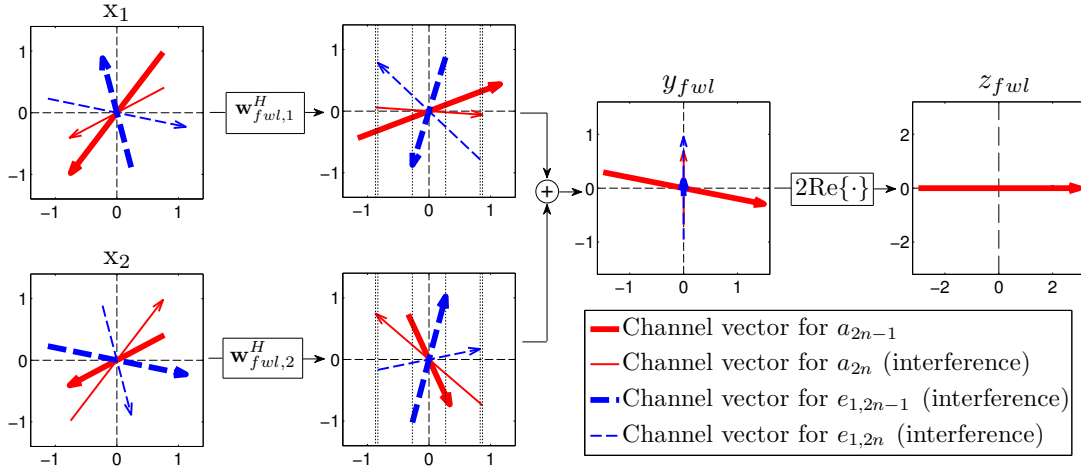 x₁
1
0
−1
−1 0 1
w^H_{fwl,1}
1
0
−1
−1 0 1
x₂
1
0
−1
−1 0 1
w^H_{fwl,2}
1
0
−1
−1 0 1
+
y_{fwl}
1
0
−1
−1 0 1
2Re{·}
z_{fwl}
2
0
−2
−2 0 2
Channel vector for a_{2n−1}
Channel vector for a_{2n} (interference)
Channel vector for e_{1,2n−1} (interference)
Channel vector for e_{1,2n} (interference)